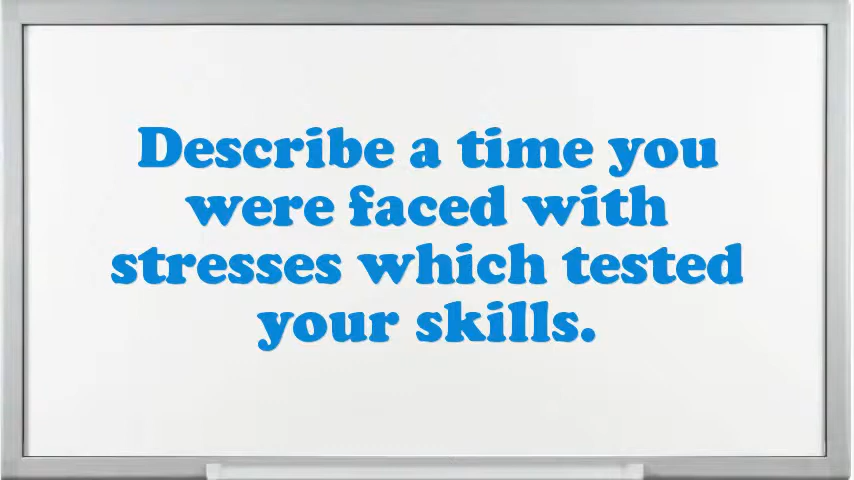 Describe a time you
were faced with
stresses which tested
your skills.